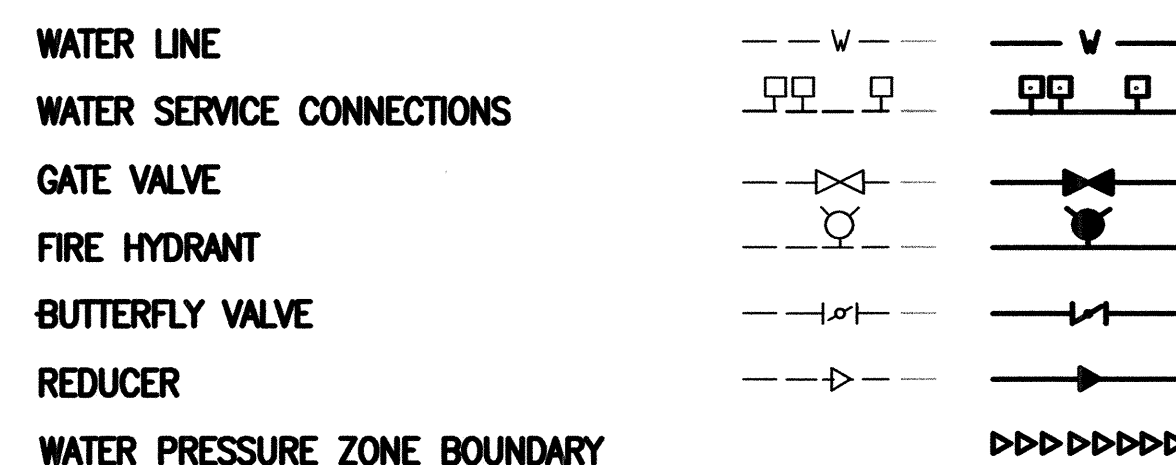 WATER LINE W W
WATER SERVICE CONNECTIONS
GATE VALVE
FIRE HYDRANT
BUTTERFLY VALVE
REDUCER
WATER PRESSURE ZONE BOUNDARY